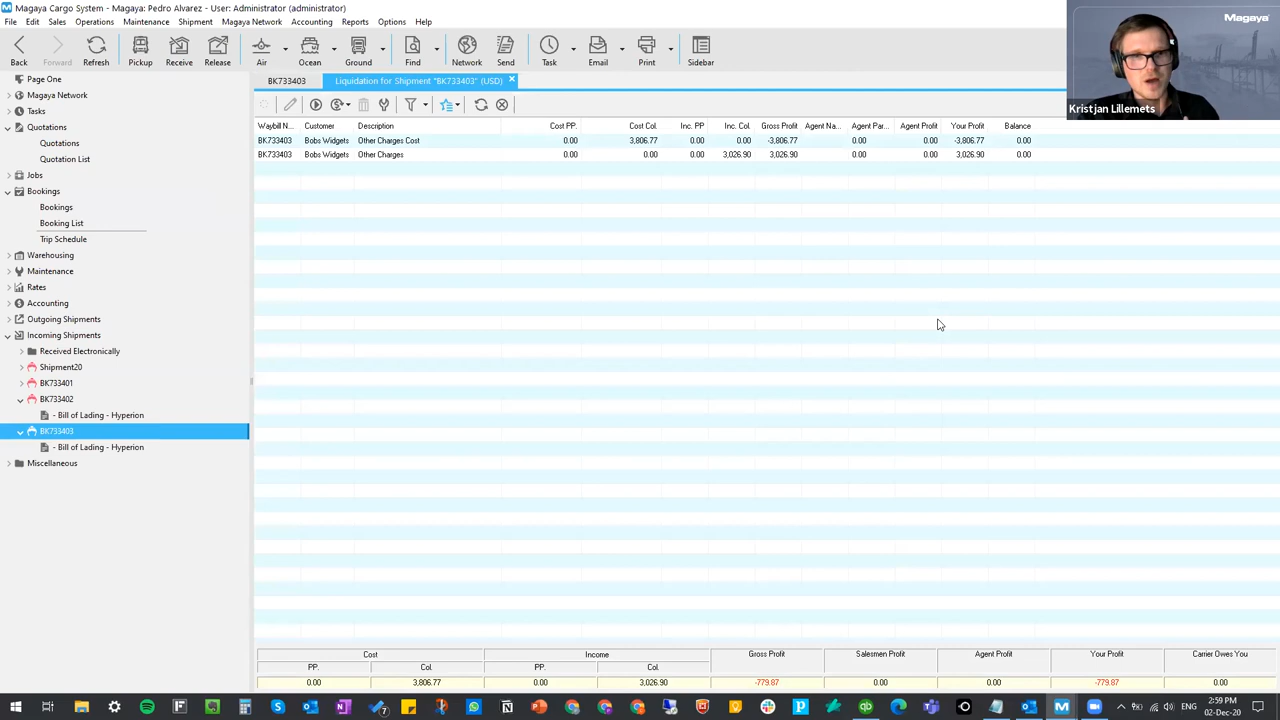 Magaya Cargo System - Magaya: Pedro Alvarez - User: Administrator (administrator)
File Edit Sales Operations Maintenance Shipment Magaya Network Accounting Reports Options Help
Back Forward Refresh Pickup Receive Release Air Ocean Ground Find Network Send Task Email Print Sidebar
Magaya
Kristjan Lillemets
Page One
Magaya Network
Tasks
Quotations
Quotations
Quotation List
Jobs
Bookings
Bookings
Booking List
Trip Schedule
Warehousing
Maintenance
Rates
Accounting
Outgoing Shipments
Incoming Shipments
Received Electronically
Shipment20
BK733401
BK733402
- Bill of Lading - Hyperion
BK733403
- Bill of Lading - Hyperion
Miscellaneous
BK733403 Liquidation for Shipment "BK733403" (USD)
Waybill N... Customer Description Cost PP. Cost Col. Inc. PP Inc. Col. Gross Profit Agent Na... Agent Par... Agent Profit Your Profit Balance
BK733403 Bobs Widgets Other Charges Cost 0.00 3,806.77 0.00 0.00 -3,806.77 0.00 0.00 -3,806.77 0.00
BK733403 Bobs Widgets Other Charges 0.00 0.00 0.00 3,026.90 3,026.90 0.00 0.00 3,026.90 0.00
Cost Income Gross Profit Salesmen Profit Agent Profit Your Profit Carrier Owes You
PP. Col. PP. Col.
0.00 3,806.77 0.00 3,026.90 -779.87 0.00 0.00 -779.87 0.00
ENG 2:59 PM
02-Dec-20